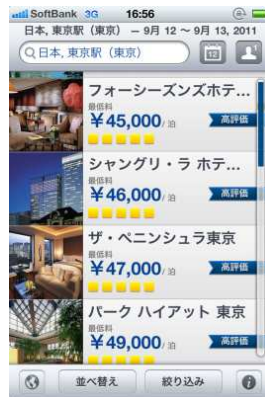 SoftBank 3G 16:56
日本, 東京駅（東京） – 9月 12 ~ 9月 13, 2011
日本, 東京駅（東京）
12
フォーシーズンズホテ...
最低料
¥45,000/ 泊
高評価
シャングリ・ラ ホテ...
最低料
¥46,000/ 泊
高評価
ザ・ペニンシュラ東京
最低料
¥47,000/ 泊
高評価
パーク ハイアット 東京
最低料
¥49,000/ 泊
高評価
並べ替え 絞り込み